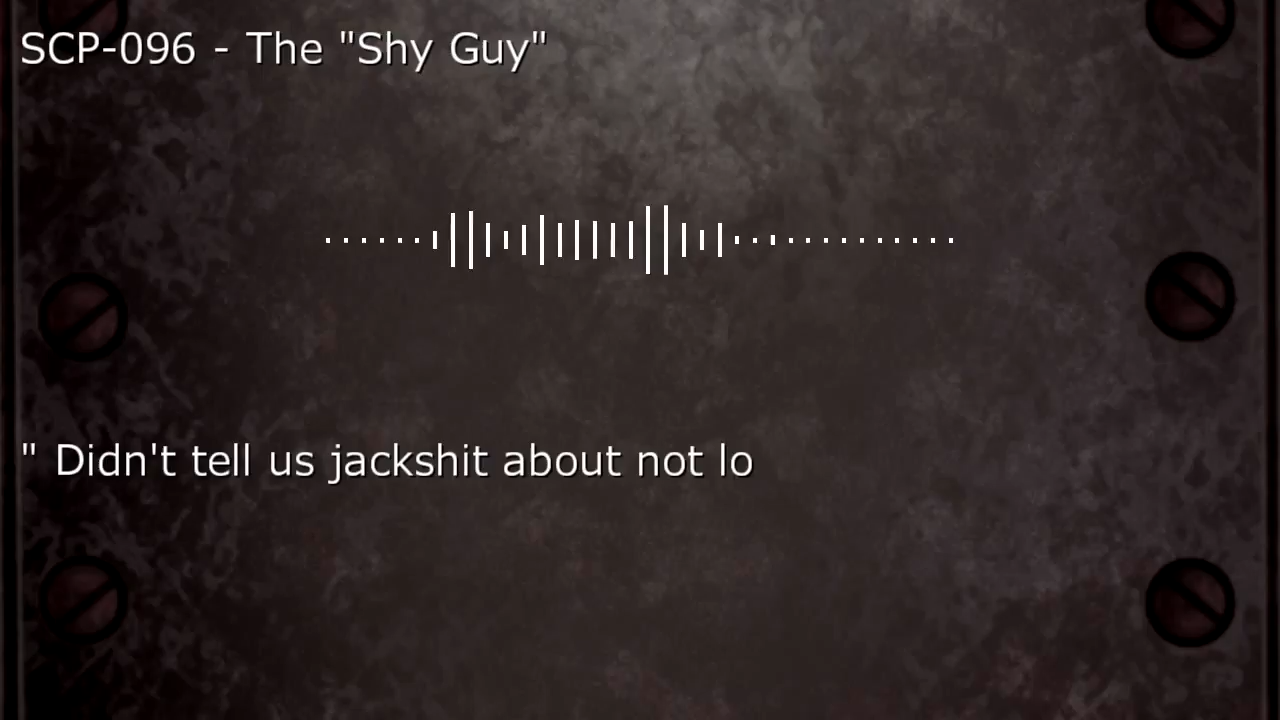 SCP-096 - The "Shy Guy"
" Didn't tell us jackshit about not lo